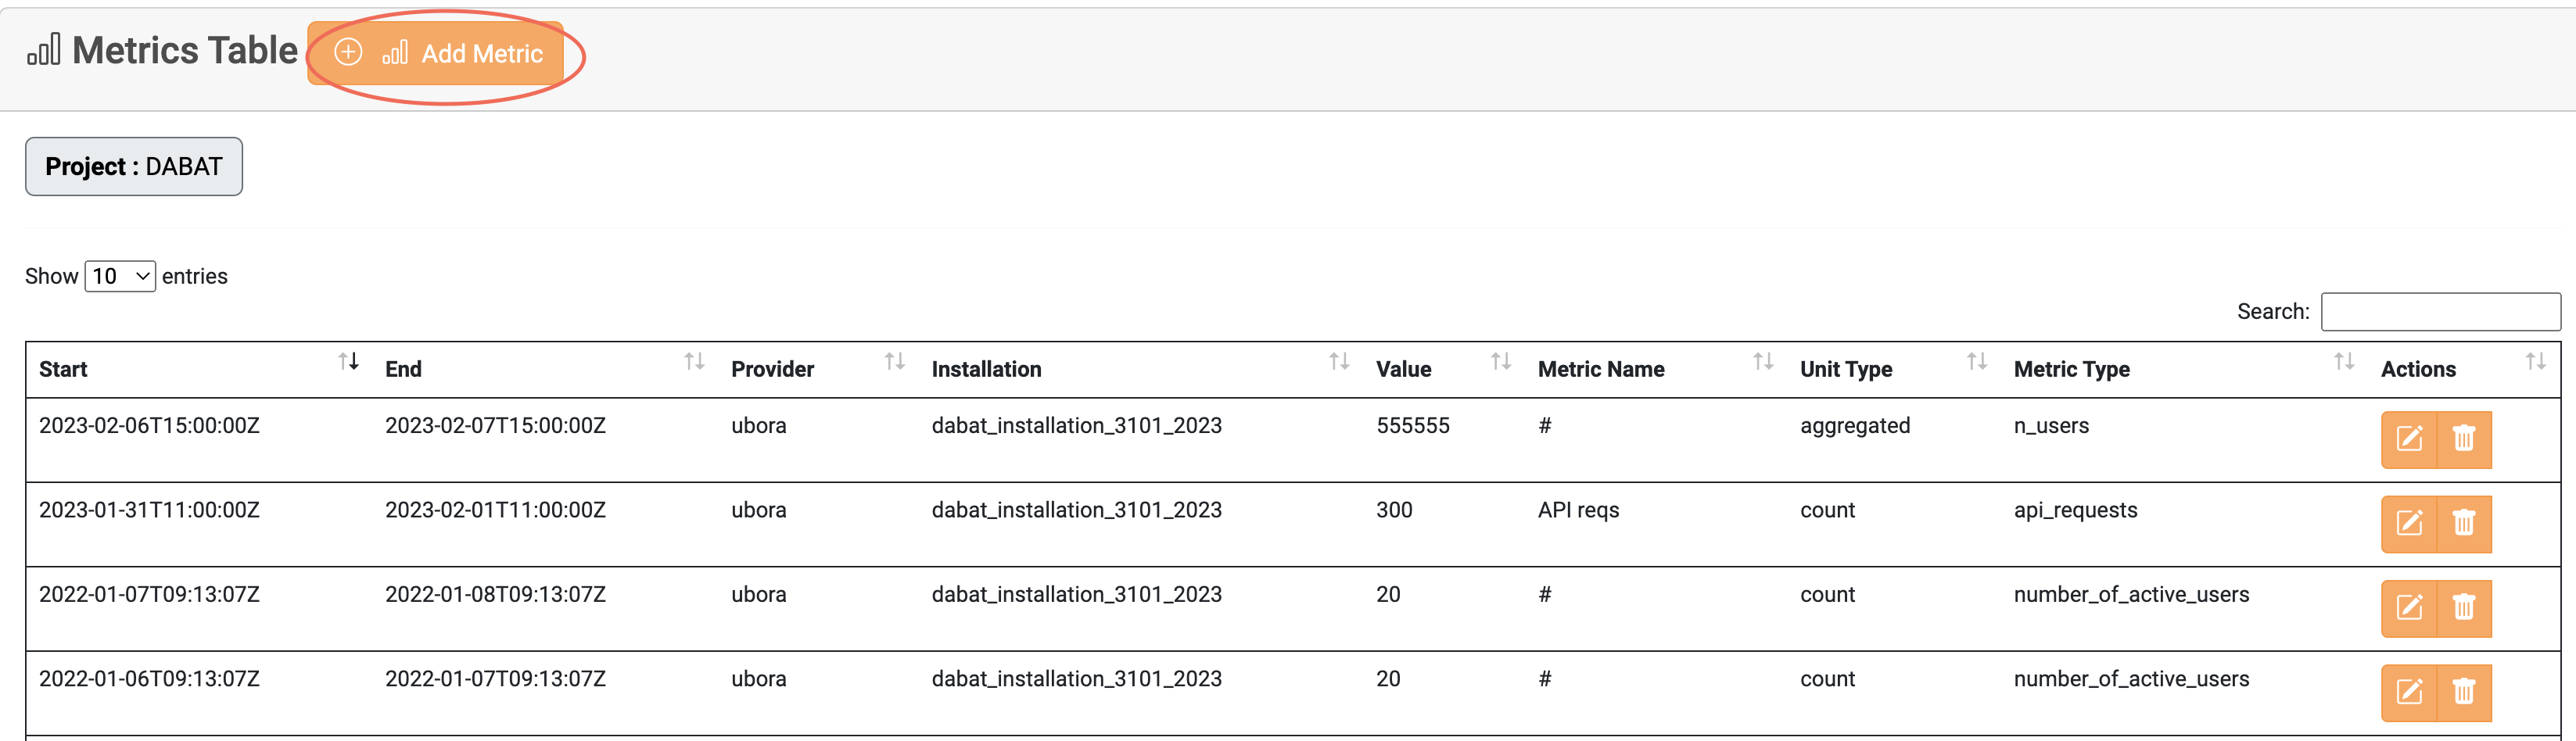 Metrics Table Add Metric
Project : DABAT
Show 10 entries
Search:
Start End Provider Installation Value Metric Name Unit Type Metric Type Actions
2023-02-06T15:00:00Z 2023-02-07T15:00:00Z ubora dabat_installation_3101_2023 555555 # aggregated n_users
2023-01-31T11:00:00Z 2023-02-01T11:00:00Z ubora dabat_installation_3101_2023 300 API reqs count api_requests
2022-01-07T09:13:07Z 2022-01-08T09:13:07Z ubora dabat_installation_3101_2023 20 # count number_of_active_users
2022-01-06T09:13:07Z 2022-01-07T09:13:07Z ubora dabat_installation_3101_2023 20 # count number_of_active_users